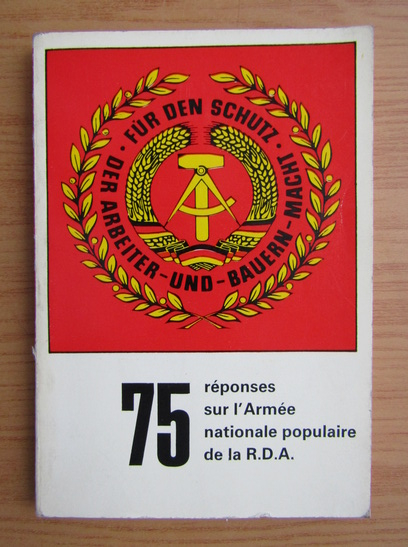 • FÜR DEN SCHUTZ •
DER ARBEITER-UND-BAUERN-MACHT
75
réponses
sur l'Armée
nationale populaire
de la R.D.A.